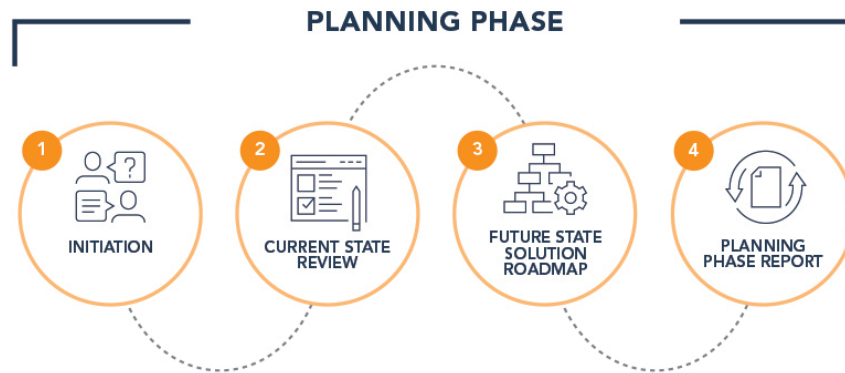 PLANNING PHASE
1
INITIATION
2
CURRENT STATE
REVIEW
3
FUTURE STATE
SOLUTION
ROADMAP
4
PLANNING
PHASE REPORT
?